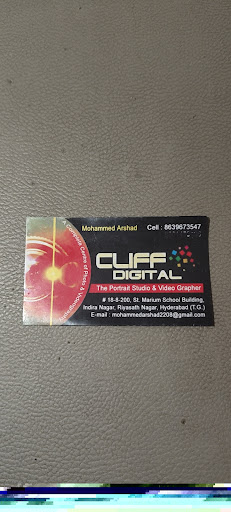 Mohammed Arshad Cell : 8639673547
CLIFF
DIGITAL
The Portrait Studio & Video Grapher
# 18-8-200, St. Marium School Building,
Indira Nagar, Riyasath Nagar, Hyderabad (T.G.)
E-mail : mohammedarshad2208@gmail.com